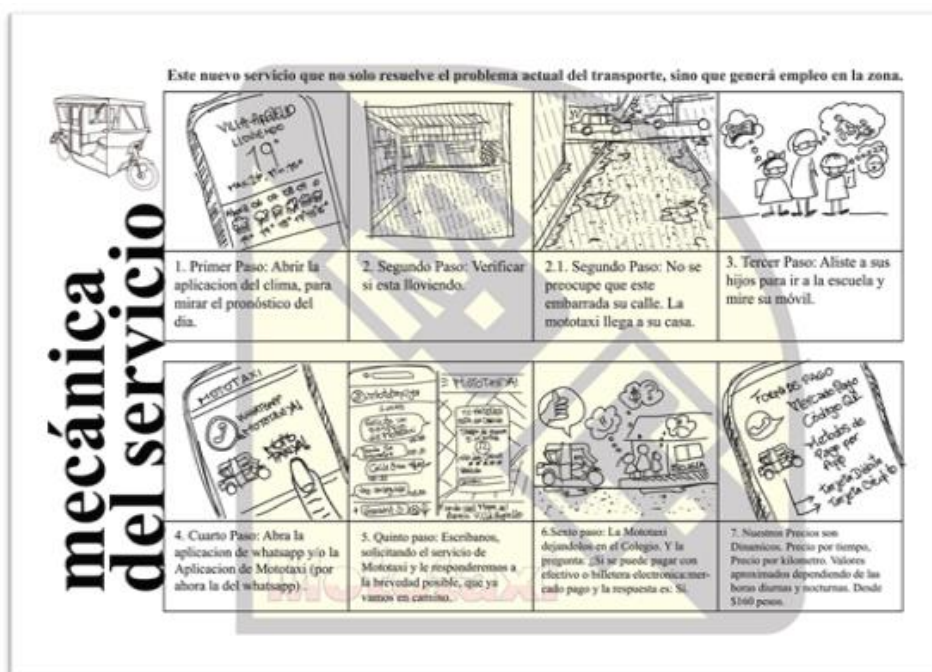 Este nuevo servicio que no solo resuelve el problema actual del transporte, sino que generá empleo en la zona.
mecánica
del servicio
LLOVIENDO
19°
1. Primer Paso: Abrir la
aplicacion del clima, para
mirar el pronóstico del
dia.
2. Segundo Paso: Verificar
si esta lloviendo.
2.1. Segundo Paso: No se
preocupe que este
embarrada su calle. La
mototaxi llega a su casa.
3. Tercer Paso: Aliste a sus
hijos para ir a la escuela y
mire su móvil.
MOTOTAXI
WHATSAPP
MOTOTAXI YA!
MOTOTAXI YA!
ESCUELA
FORMA DE PAGO
Mercado Pago
Código QR
Metodos de
Pago por
App
4. Cuarto Paso: Abra la
aplicacion de whatsapp y/o la
Aplicacion de Mototaxi (por
ahora la del whatsapp)
5. Quinto paso: Escribanos,
solicitando el servicio de
Mototaxi y le responderemos a
la brevedad posible, que ya
vamos en camino.
6.Sexto paso: La Mototaxi
dejandolos en el Colegio. Y la
pregunta: ¿Si se puede pagar con
efectivo o billetera electronica:mer-
cado pago y la respuesta es: Si.
7. Nuestros Precios son
Dinamicos. Precio por tiempo,
Precio por kilometro. Valores
aproximados dependiendo de las
horas diurnas y nocturnas. Desde
$160 pesos.